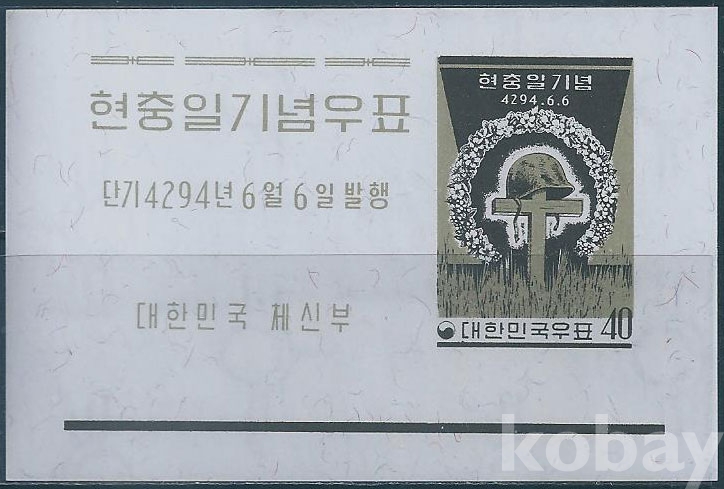 현충일기념우표
단기4294년 6월 6일 발행
대한민국 체신부
현충일기념
4294.6.6
대한민국우표 40
kobay